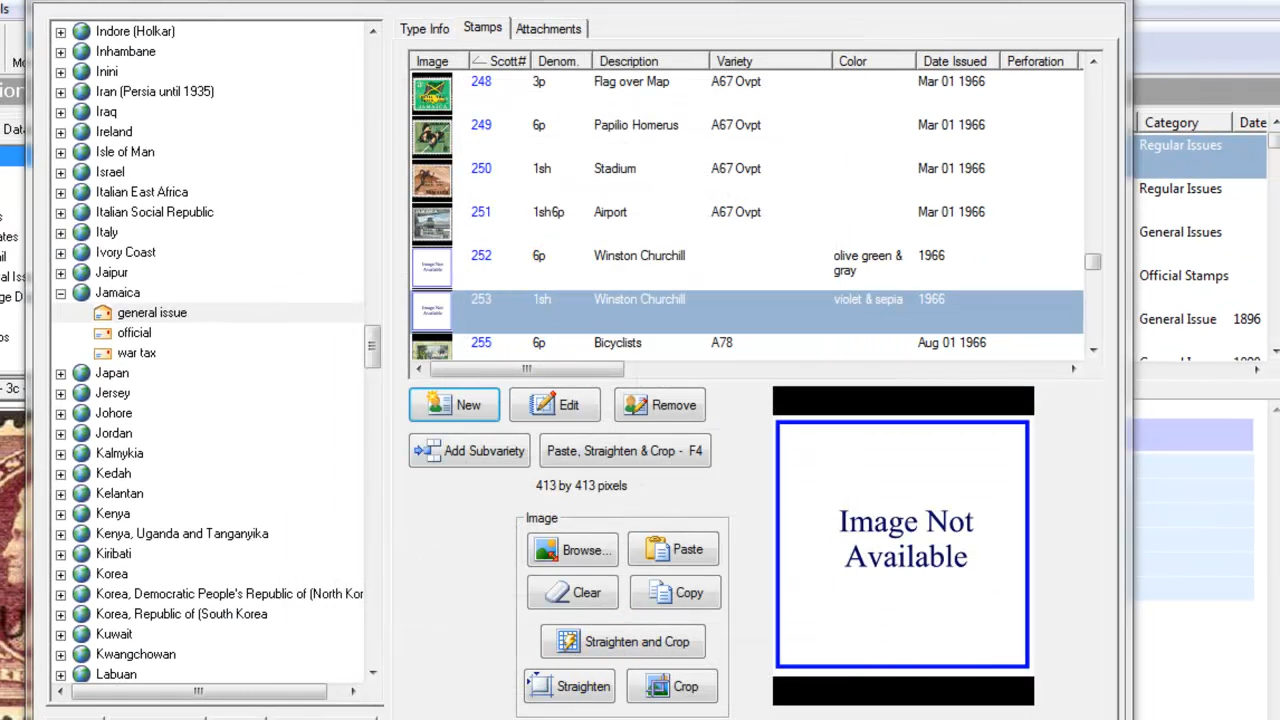 ls
Indore (Holkar)
Inhambane
Inini
Iran (Persia until 1935)
Iraq
Ireland
Isle of Man
Israel
Italian East Africa
Italian Social Republic
Italy
Ivory Coast
Jaipur
Jamaica
general issue
official
war tax
Japan
Jersey
Johore
Jordan
Kalmykia
Kedah
Kelantan
Kenya
Kenya, Uganda and Tanganyika
Kiribati
Korea
Korea, Democratic People's Republic of (North Kor
Korea, Republic of (South Korea
Kuwait
Kwangchowan
Labuan
Type Info Stamps Attachments
Image Scott# Denom. Description Variety Color Date Issued Perforation
248 3p Flag over Map A67 Ovpt Mar 01 1966
249 6p Papilio Homerus A67 Ovpt Mar 01 1966
250 1sh Stadium A67 Ovpt Mar 01 1966
251 1sh6p Airport A67 Ovpt Mar 01 1966
Image Not
Available
252 6p Winston Churchill olive green &
gray 1966
Image Not
Available
253 1sh Winston Churchill violet & sepia 1966
255 6p Bicyclists A78 Aug 01 1966
New Edit Remove
Add Subvariety Paste, Straighten & Crop - F4
413 by 413 pixels
Image
Browse... Paste
Clear Copy
Straighten and Crop
Straighten Crop
Image Not
Available
Category Date
Regular Issues
Regular Issues
General Issues
Official Stamps
General Issue 1896
- 3c -